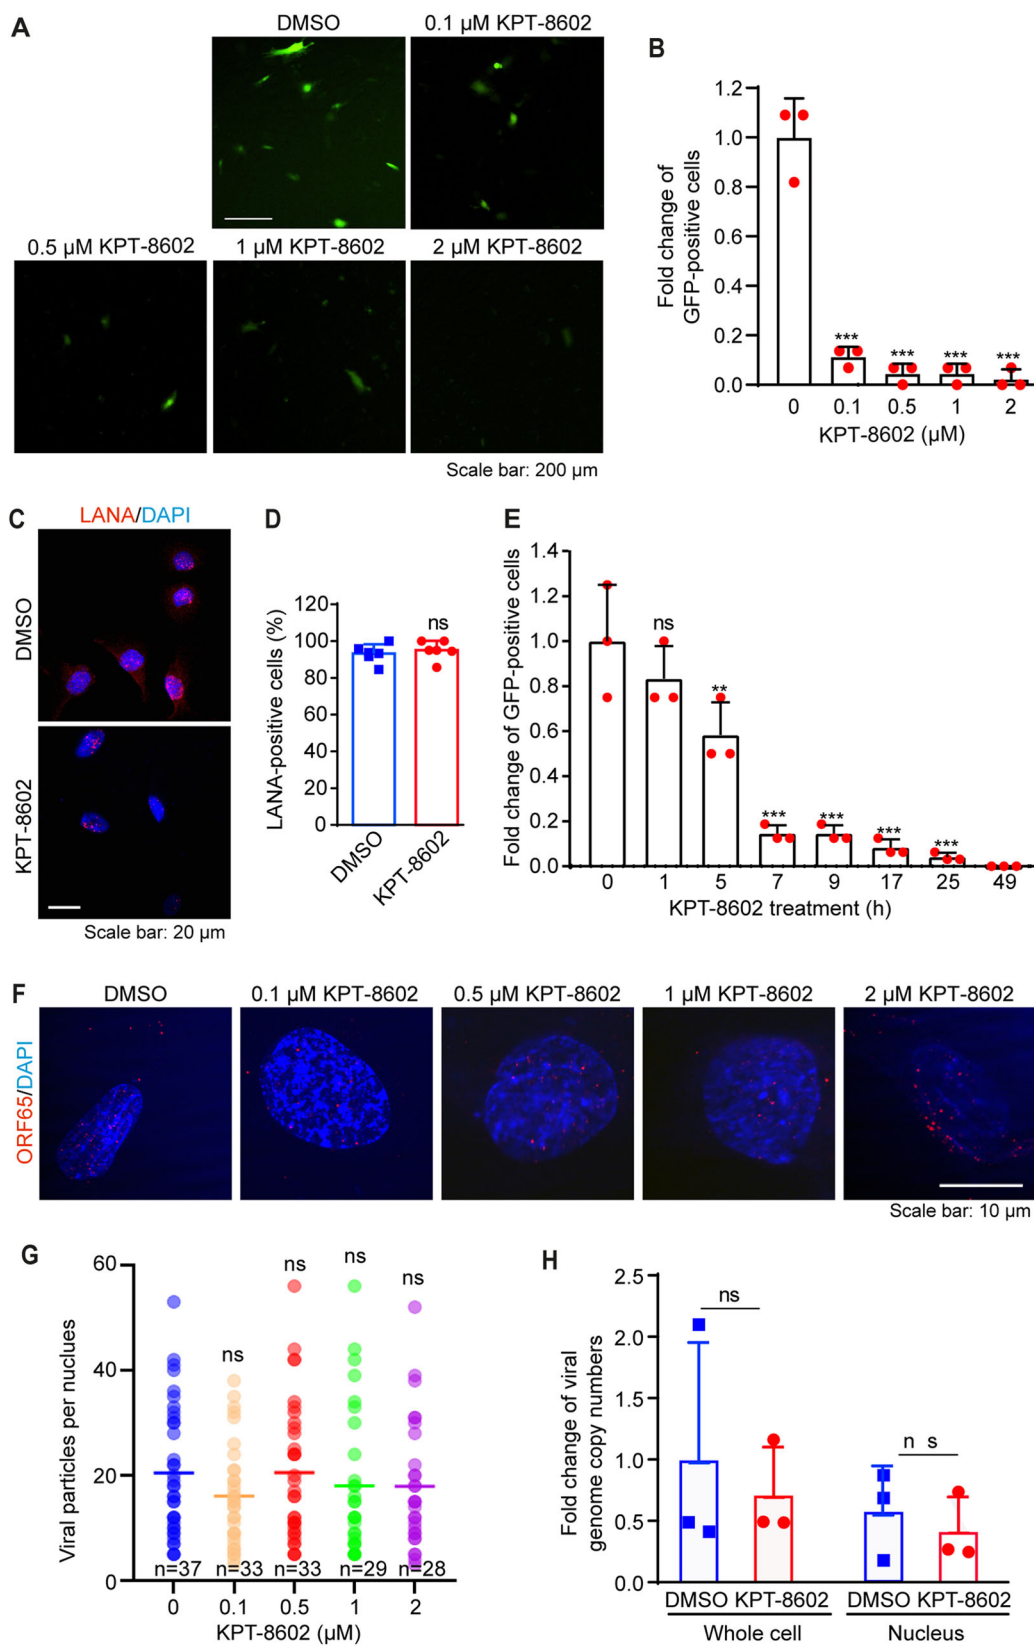 A
DMSO
0.1 µM KPT-8602
0.5 µM KPT-8602
1 µM KPT-8602
2 µM KPT-8602
Scale bar: 200 µm
B
Fold change of
GFP-positive cells
1.2
1.0
0.8
0.6
0.4
0.2
0.0
***
***
***
***
0
0.1
0.5
1
2
KPT-8602 (µM)
C
LANA/DAPI
DMSO
KPT-8602
Scale bar: 20 µm
D
LANA-positive cells (%)
120
100
80
60
40
20
0
ns
DMSO
KPT-8602
E
Fold change of GFP-positive cells
1.4
1.2
1.0
0.8
0.6
0.4
0.2
0.0
ns
**
***
***
***
***
0
1
5
7
9
17
25
49
KPT-8602 treatment (h)
F
DMSO
0.1 µM KPT-8602
0.5 µM KPT-8602
1 µM KPT-8602
2 µM KPT-8602
ORF65/DAPI
Scale bar: 10 µm
G
Viral particles per nuclues
60
40
20
0
ns
ns
ns
ns
n=37
n=33
n=33
n=29
n=28
0
0.1
0.5
1
2
KPT-8602 (µM)
H
Fold change of viral
genome copy numbers
2.5
2.0
1.5
1.0
0.5
0.0
ns
n s
DMSO KPT-8602
DMSO KPT-8602
Whole cell
Nucleus